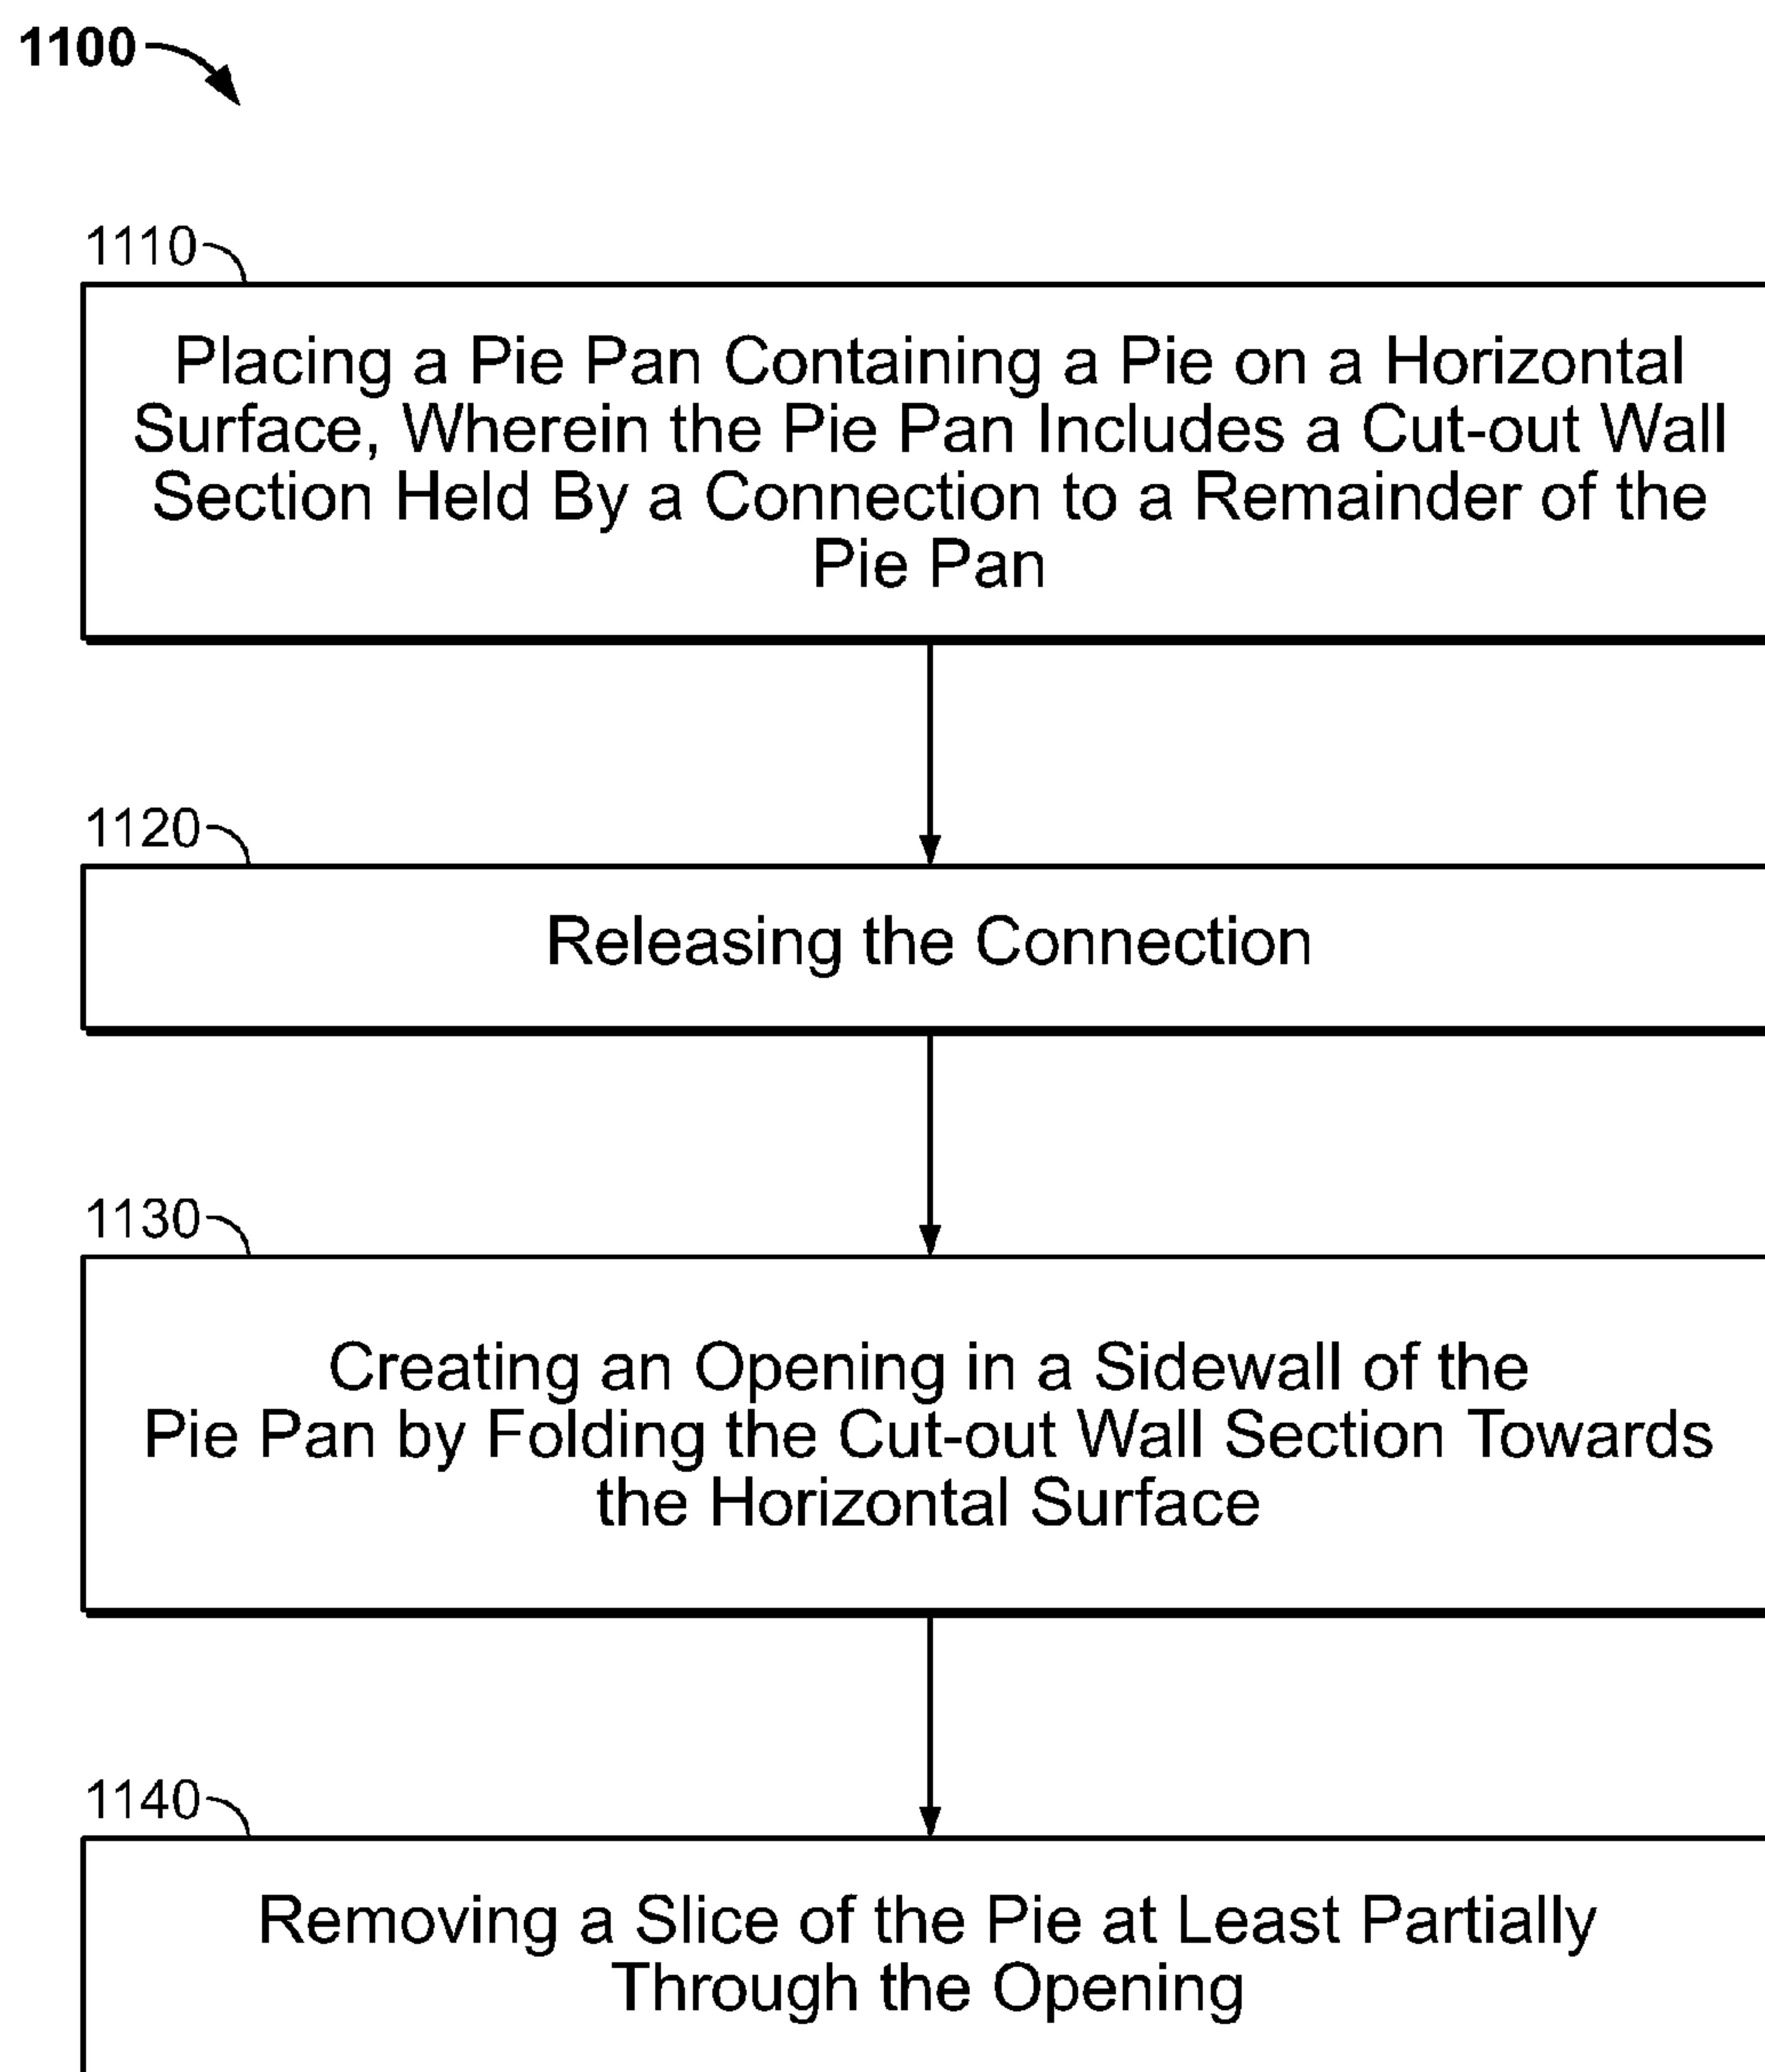 1100
1110
Placing a Pie Pan Containing a Pie on a Horizontal
Surface, Wherein the Pie Pan Includes a Cut-out Wall
Section Held By a Connection to a Remainder of the
Pie Pan
1120
Releasing the Connection
1130
Creating an Opening in a Sidewall of the
Pie Pan by Folding the Cut-out Wall Section Towards
the Horizontal Surface
1140
Removing a Slice of the Pie at Least Partially
Through the Opening